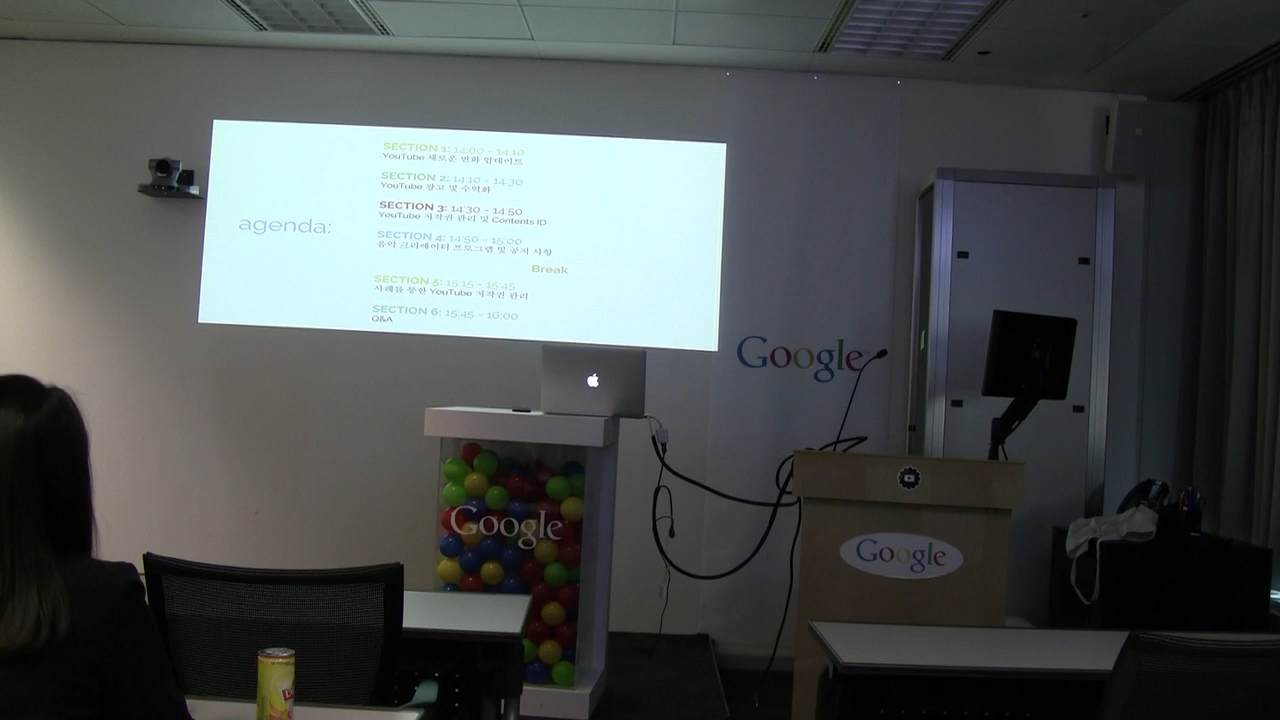 agenda:
SECTION 1: 14:00 - 14:10
YouTube 새로운 변화 업데이트
SECTION 2: 14:10 - 14:30
YouTube 광고 및 수익화
SECTION 3: 14:30 - 14:50
YouTube 저작권 관리 및 Contents ID
SECTION 4: 14:50 - 15:00
음악 크리에이터 프로그램 및 공지 사항
Break
SECTION 5: 15:15 - 15:45
사례를 통한 YouTube 저작권 관리
SECTION 6: 15:45 - 16:00
Q&A
Google
Google
Google